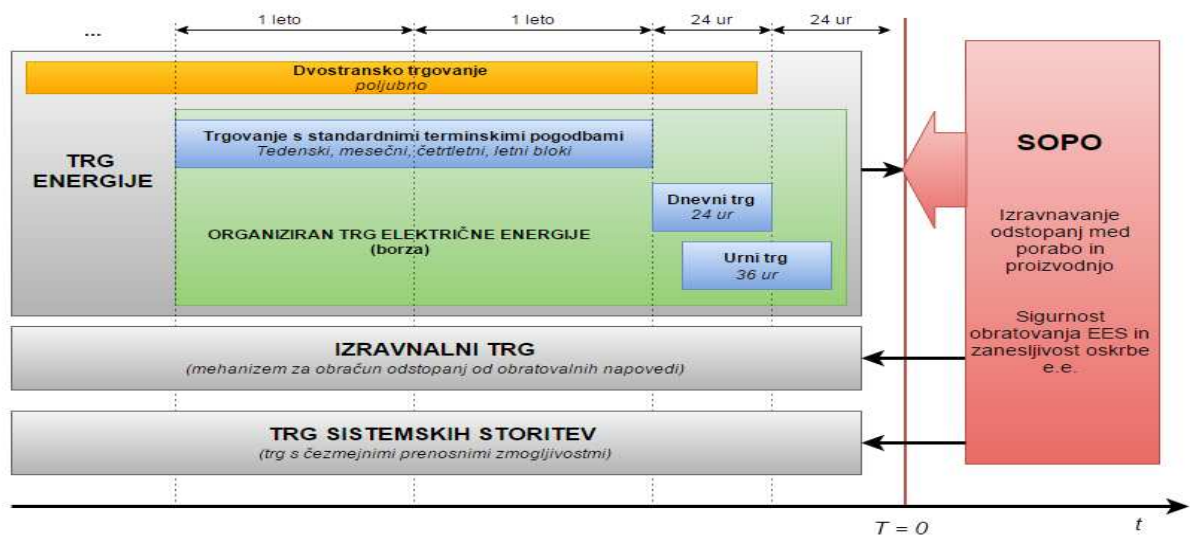 ...
1 leto
1 leto
24 ur
24 ur
Dvostransko trgovanje
poljubno
TRG
ENERGIJE
Trgovanje s standardnimi terminskimi pogodbami
Tedenski, mesečni, četrtletni, letni bloki
Dnevni trg
24 ur
ORGANIZIRAN TRG ELEKTRIČNE ENERGIJE
(borza)
Urni trg
36 ur
IZRAVNALNI TRG
(mehanizem za obračun odstopanj od obratovalnih napovedi)
TRG SISTEMSKIH STORITEV
(trg s čezmejnimi prenosnimi zmogljivostmi)
SOPO
Izravnavanje
odstopanj med
porabo in
proizvodnjo
Sigurnost
obratovanja EES in
zanesljivost oskrbe
e.e.
T = 0
t